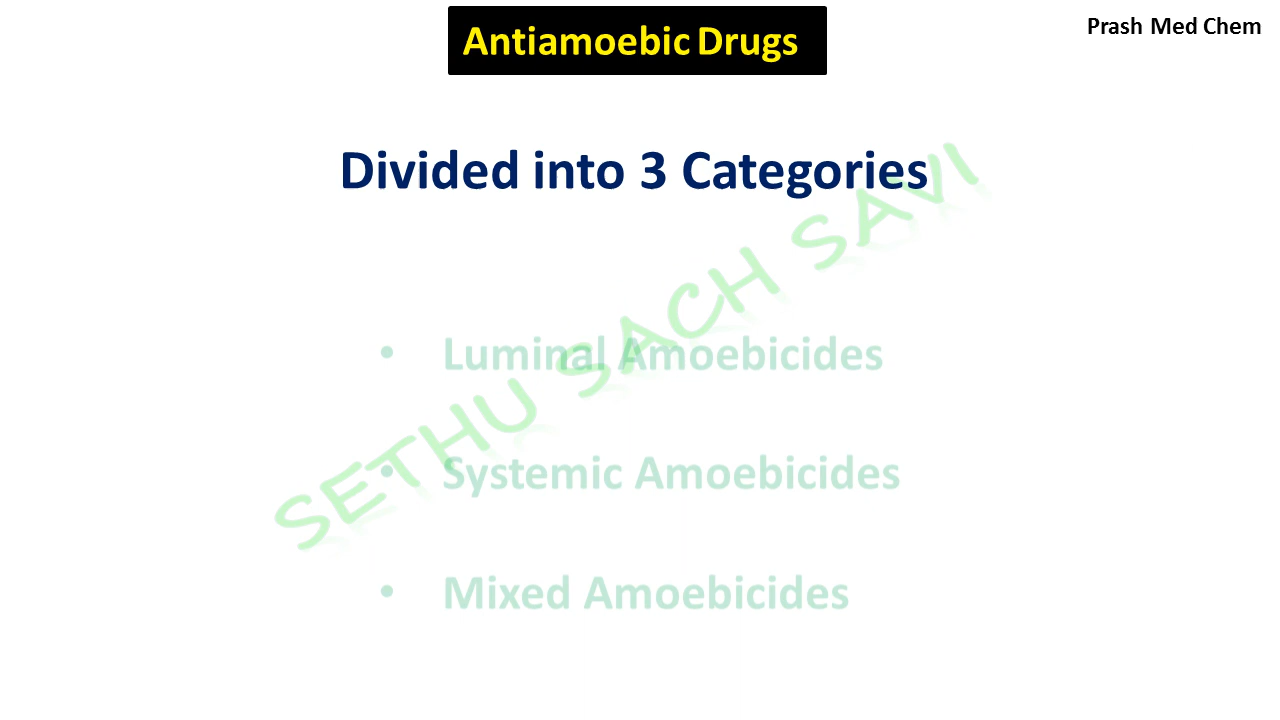 Antiamoebic Drugs
Prash Med Chem
Divided into 3 Categories
• Luminal Amoebicides
• Systemic Amoebicides
• Mixed Amoebicides
SETHU SACH SAVI